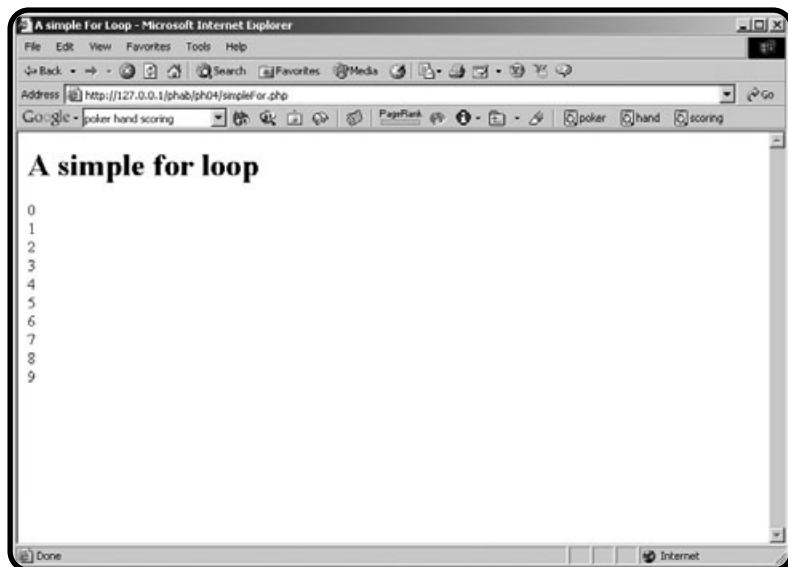 A simple For Loop - Microsoft Internet Explorer
File Edit View Favorites Tools Help
Back Search Favorites Media
Address http://127.0.0.1/phab/ph04/simpleFor.php Go
Google poker hand scoring PageRank poker hand scoring
A simple for loop
0
1
2
3
4
5
6
7
8
9
Done Internet